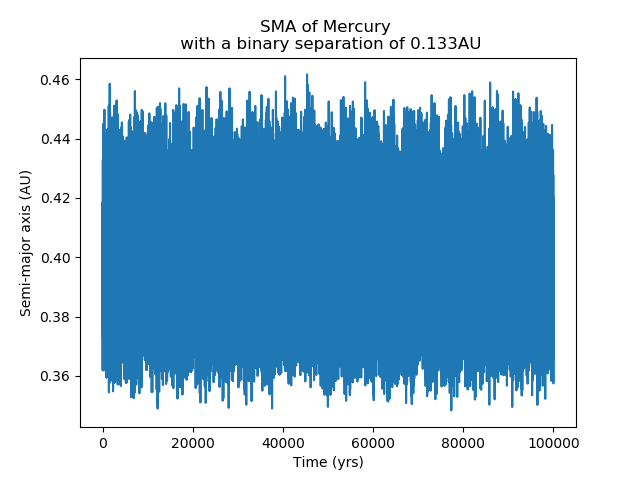 SMA of Mercury
with a binary separation of 0.133AU
0.46
0.44
0.42
0.40
0.38
0.36
Semi-major axis (AU)
0 20000 40000 60000 80000 100000
Time (yrs)